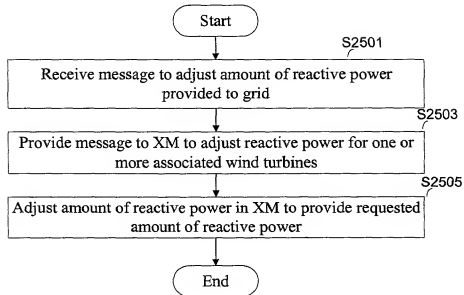 Start
S2501
Receive message to adjust amount of reactive power
provided to grid
S2503
Provide message to XM to adjust reactive power for one or
more associated wind turbines
S2505
Adjust amount of reactive power in XM to provide requested
amount of reactive power
End